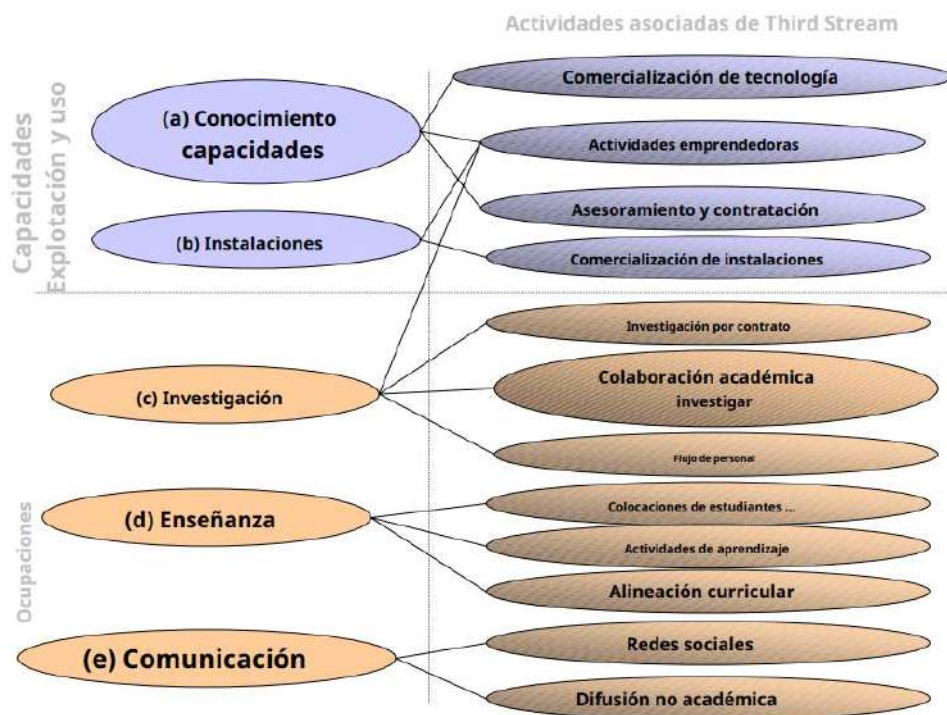 Actividades asociadas de Third Stream
Capacidades
Explotación y uso
(a) Conocimiento
capacidades
(b) Instalaciones
Comercialización de tecnología
Actividades emprendedoras
Asesoramiento y contratación
Comercialización de instalaciones
Ocupaciones
(c) Investigación
(d) Enseñanza
(e) Comunicación
Investigación por contrato
Colaboración académica
investigar
Flujo de personal
Colocaciones de estudiantes ...
Actividades de aprendizaje
Alineación curricular
Redes sociales
Difusión no académica